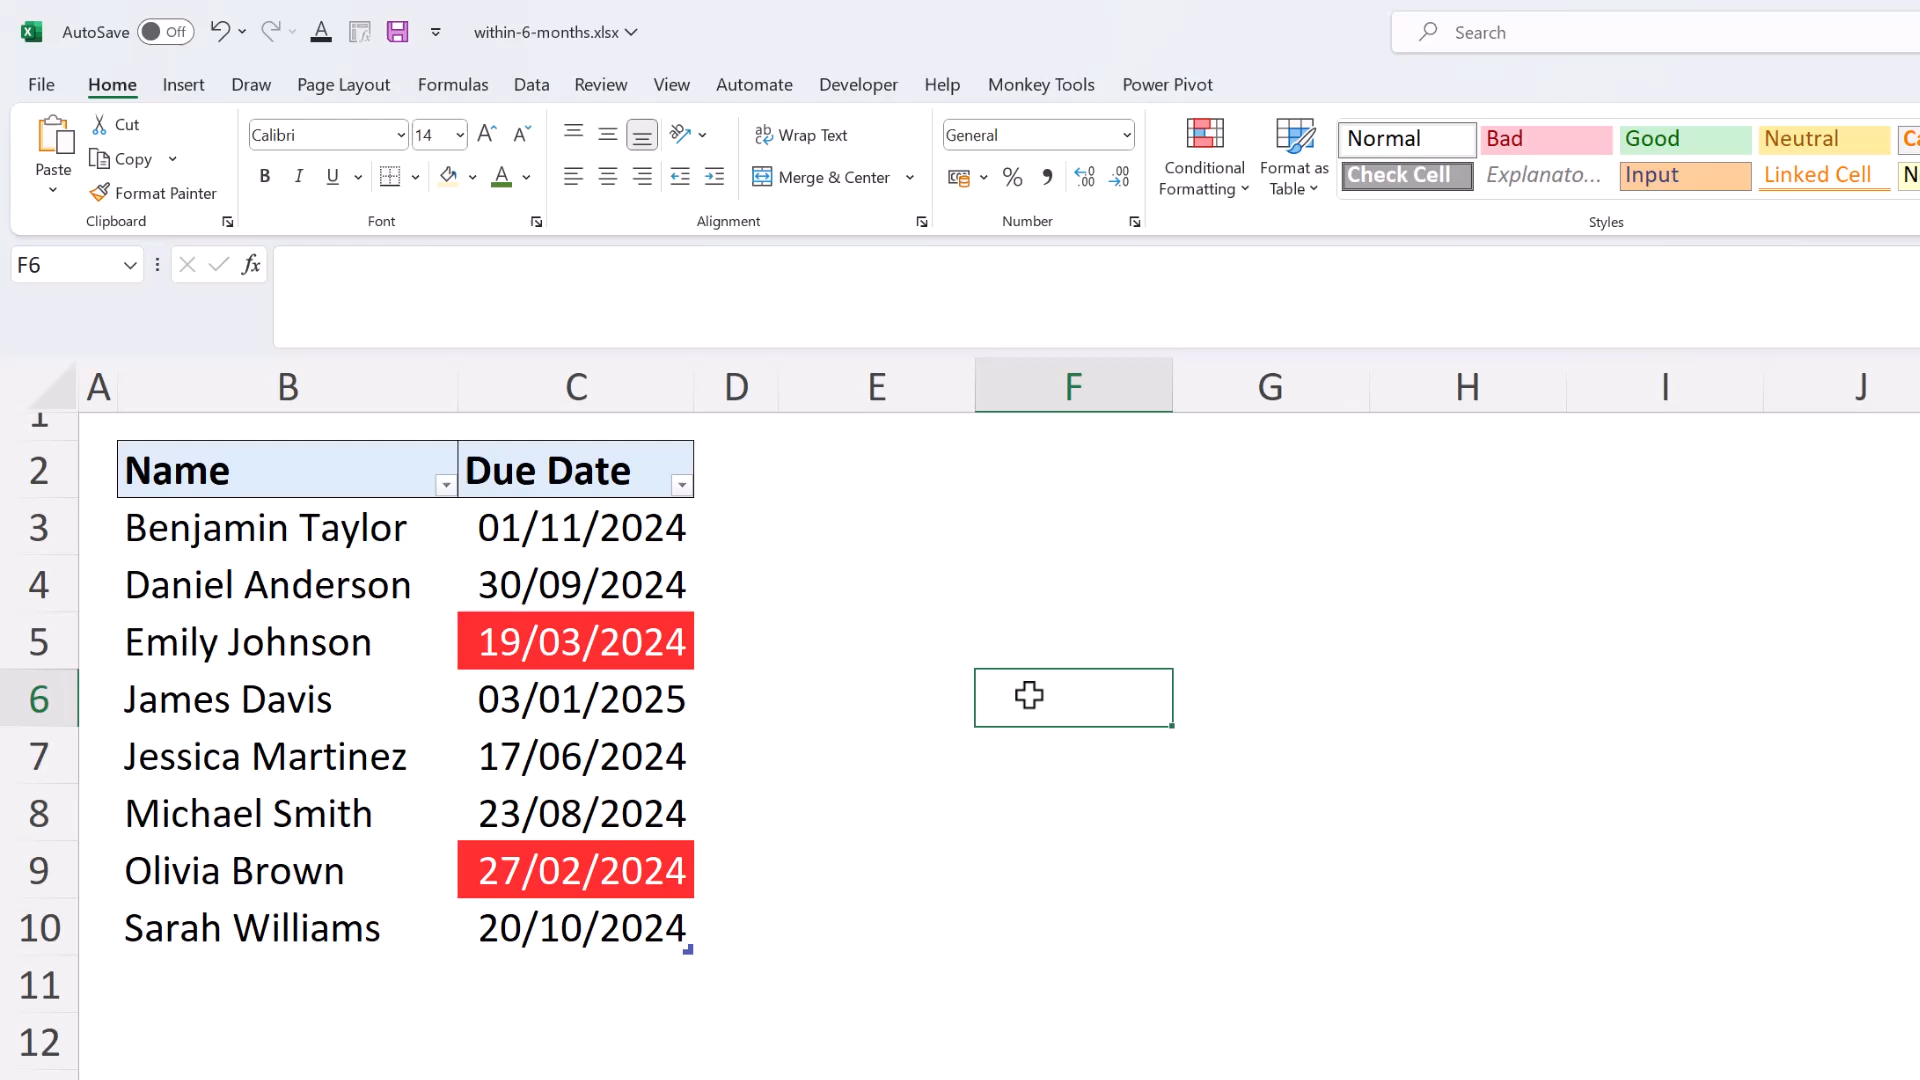 AutoSave Off within-6-months.xlsx Search
File Home Insert Draw Page Layout Formulas Data Review View Automate Developer Help Monkey Tools Power Pivot
Paste
Cut
Copy
Format Painter
Clipboard
Calibri 14
B I U
Font
Wrap Text
Merge & Center
Alignment
General
Number
Conditional Formatting
Format as Table
Normal Bad Good Neutral
Check Cell Explanato... Input Linked Cell
Styles
F6 fx
A B C D E F G H I J
1
2 Name Due Date
3 Benjamin Taylor 01/11/2024
4 Daniel Anderson 30/09/2024
5 Emily Johnson 19/03/2024
6 James Davis 03/01/2025
7 Jessica Martinez 17/06/2024
8 Michael Smith 23/08/2024
9 Olivia Brown 27/02/2024
10 Sarah Williams 20/10/2024
11
12